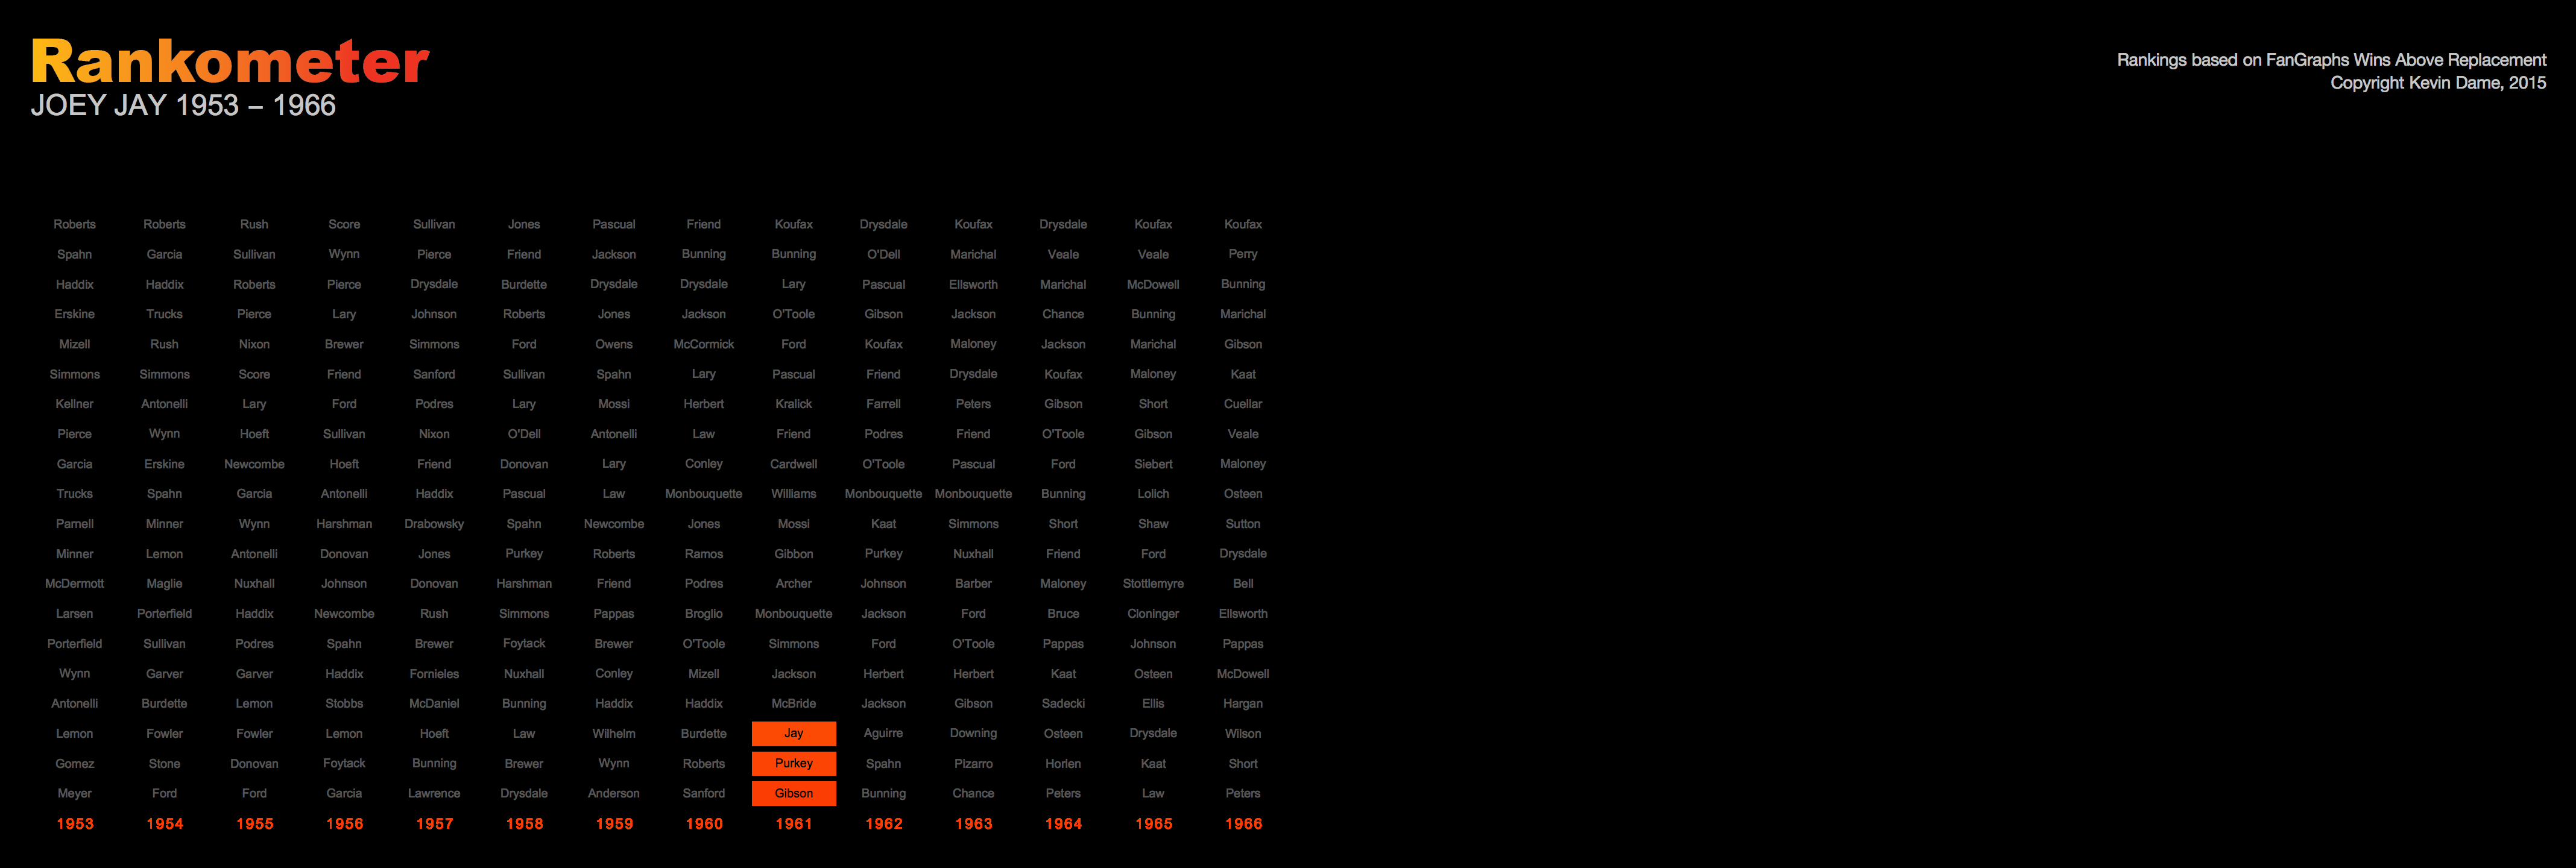 Rankometer
JOEY JAY 1953 – 1966
Rankings based on FanGraphs Wins Above Replacement
Copyright Kevin Dame, 2015
Roberts Roberts Rush Score Sullivan Jones Pascual Friend Koufax Drysdale Koufax Drysdale Koufax Koufax
Spahn Garcia Sullivan Wynn Pierce Friend Jackson Bunning Bunning O'Dell Marichal Veale Veale Perry
Haddix Haddix Roberts Pierce Drysdale Burdette Drysdale Drysdale Lary Pascual Ellsworth Marichal McDowell Bunning
Erskine Trucks Pierce Lary Johnson Roberts Jones Jackson O'Toole Gibson Jackson Chance Bunning Marichal
Mizell Rush Nixon Brewer Simmons Ford Owens McCormick Ford Koufax Maloney Jackson Marichal Gibson
Simmons Simmons Score Friend Sanford Sullivan Spahn Lary Pascual Friend Drysdale Koufax Maloney Kaat
Kellner Antonelli Lary Ford Podres Lary Mossi Herbert Kralick Farrell Peters Gibson Short Cuellar
Pierce Wynn Hoeft Sullivan Nixon O'Dell Antonelli Law Friend Podres Friend O'Toole Gibson Veale
Garcia Erskine Newcombe Hoeft Friend Donovan Lary Conley Cardwell O'Toole Pascual Ford Siebert Maloney
Trucks Spahn Garcia Antonelli Haddix Pascual Law Monbouquette Williams Monbouquette Monbouquette Bunning Lolich Osteen
Parnell Minner Wynn Harshman Drabowsky Spahn Newcombe Jones Mossi Kaat Simmons Short Shaw Sutton
Minner Lemon Antonelli Donovan Jones Purkey Roberts Ramos Gibbon Purkey Nuxhall Friend Ford Drysdale
McDermott Maglie Nuxhall Johnson Donovan Harshman Friend Podres Archer Johnson Barber Maloney Stottlemyre Bell
Larsen Porterfield Haddix Newcombe Rush Simmons Pappas Broglio Monbouquette Jackson Ford Bruce Cloninger Ellsworth
Porterfield Sullivan Podres Spahn Brewer Foytack Brewer O'Toole Simmons Ford O'Toole Pappas Johnson Pappas
Wynn Garver Garver Haddix Fornieles Nuxhall Conley Mizell Jackson Herbert Herbert Kaat Osteen McDowell
Antonelli Burdette Lemon Stobbs McDaniel Bunning Haddix Haddix McBride Jackson Gibson Sadecki Ellis Hargan
Lemon Fowler Fowler Lemon Hoeft Law Wilhelm Burdette Jay Aguirre Downing Osteen Drysdale Wilson
Gomez Stone Donovan Foytack Bunning Brewer Wynn Roberts Purkey Spahn Pizarro Horlen Kaat Short
Meyer Ford Ford Garcia Lawrence Drysdale Anderson Sanford Gibson Bunning Chance Peters Law Peters
1953 1954 1955 1956 1957 1958 1959 1960 1961 1962 1963 1964 1965 1966